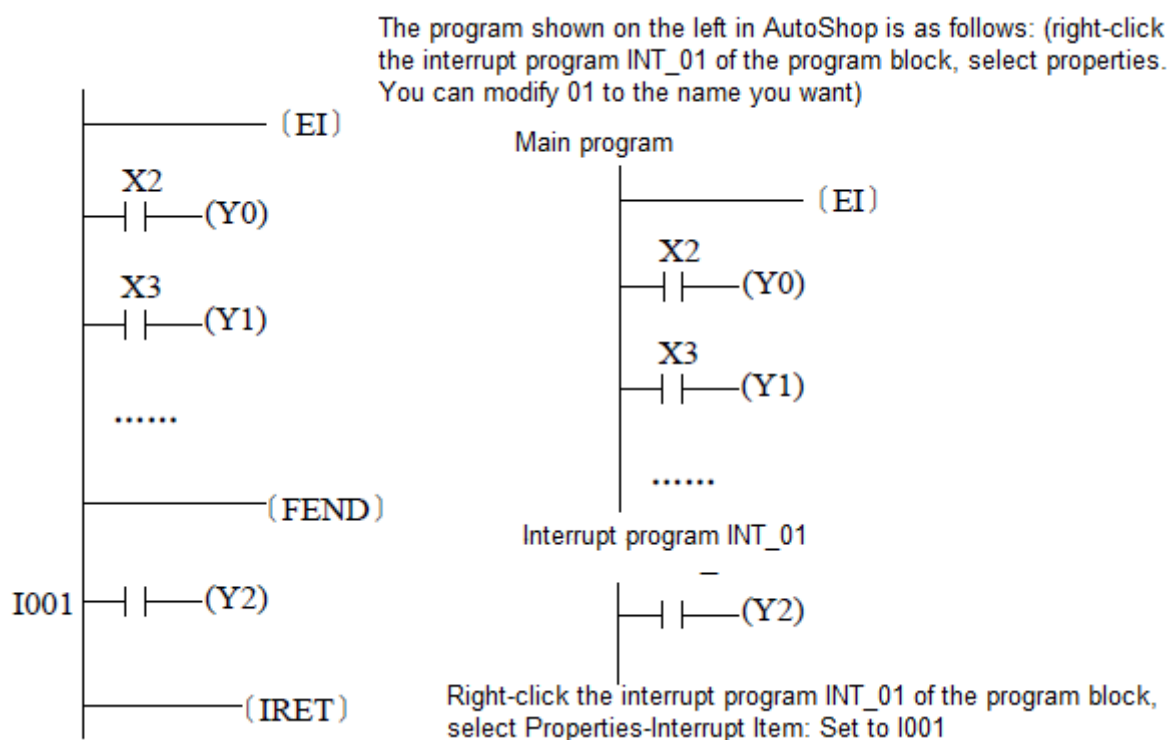 The program shown on the left in AutoShop is as follows: (right-click
the interrupt program INT_01 of the program block, select properties.
You can modify 01 to the name you want)
(EI)
X2
(Y0)
X3
(Y1)
......
(FEND)
I001
(Y2)
(IRET)
Main program
(EI)
X2
(Y0)
X3
(Y1)
......
Interrupt program INT_01
(Y2)
Right-click the interrupt program INT_01 of the program block,
select Properties-Interrupt Item: Set to I001